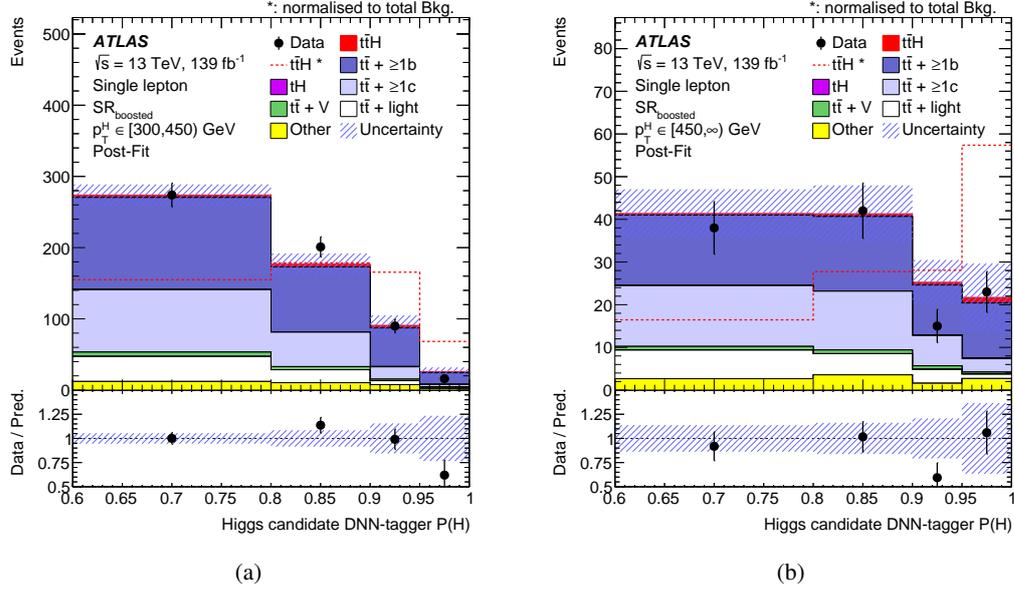 *: normalised to total Bkg.
Events
500
400
300
200
100
0
ATLAS
√s = 13 TeV, 139 fb⁻¹
Single lepton
SR_boosted
p_T^H ∈ [300,450) GeV
Post-Fit
Data
tt̄H
tt̄H *
tt̄ + ≥1b
tH
tt̄ + ≥1c
tt̄ + V
tt̄ + light
Other
Uncertainty
Data / Pred.
1.25
1
0.75
0.5
0.6 0.65 0.7 0.75 0.8 0.85 0.9 0.95 1
Higgs candidate DNN-tagger P(H)
(a)
*: normalised to total Bkg.
Events
80
70
60
50
40
30
20
10
0
ATLAS
√s = 13 TeV, 139 fb⁻¹
Single lepton
SR_boosted
p_T^H ∈ [450,∞) GeV
Post-Fit
Data
tt̄H
tt̄H *
tt̄ + ≥1b
tH
tt̄ + ≥1c
tt̄ + V
tt̄ + light
Other
Uncertainty
Data / Pred.
1.25
1
0.75
0.5
0.6 0.65 0.7 0.75 0.8 0.85 0.9 0.95 1
Higgs candidate DNN-tagger P(H)
(b)